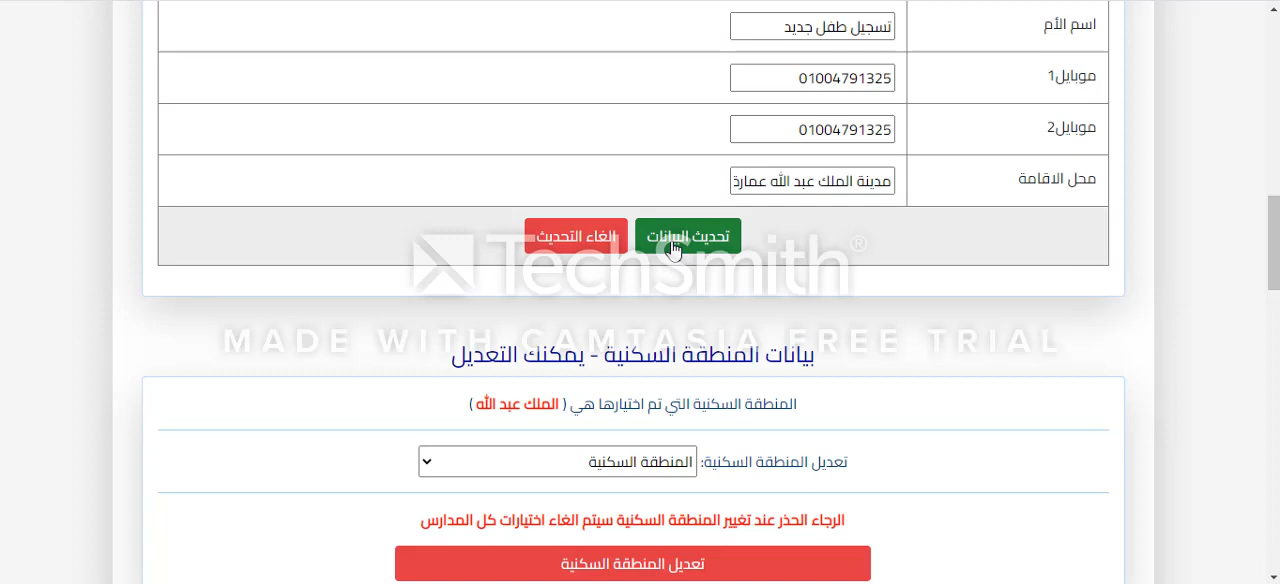 اسم الأم
تسجيل طفل جديد
موبايل1
01004791325
موبايل2
01004791325
محل الاقامة
مدينة الملك عبد الله عمارة
تحديث البيانات
الغاء التحديث
TechSmith®
MADE WITH CAMTASIA FREE TRIAL
بيانات المنطقة السكنية - يمكنك التعديل
المنطقة السكنية التي تم اختيارها هي ( الملك عبد الله )
تعديل المنطقة السكنية: المنطقة السكنية
الرجاء الحذر عند تغيير المنطقة السكنية سيتم الغاء اختيارات كل المدارس
تعديل المنطقة السكنية